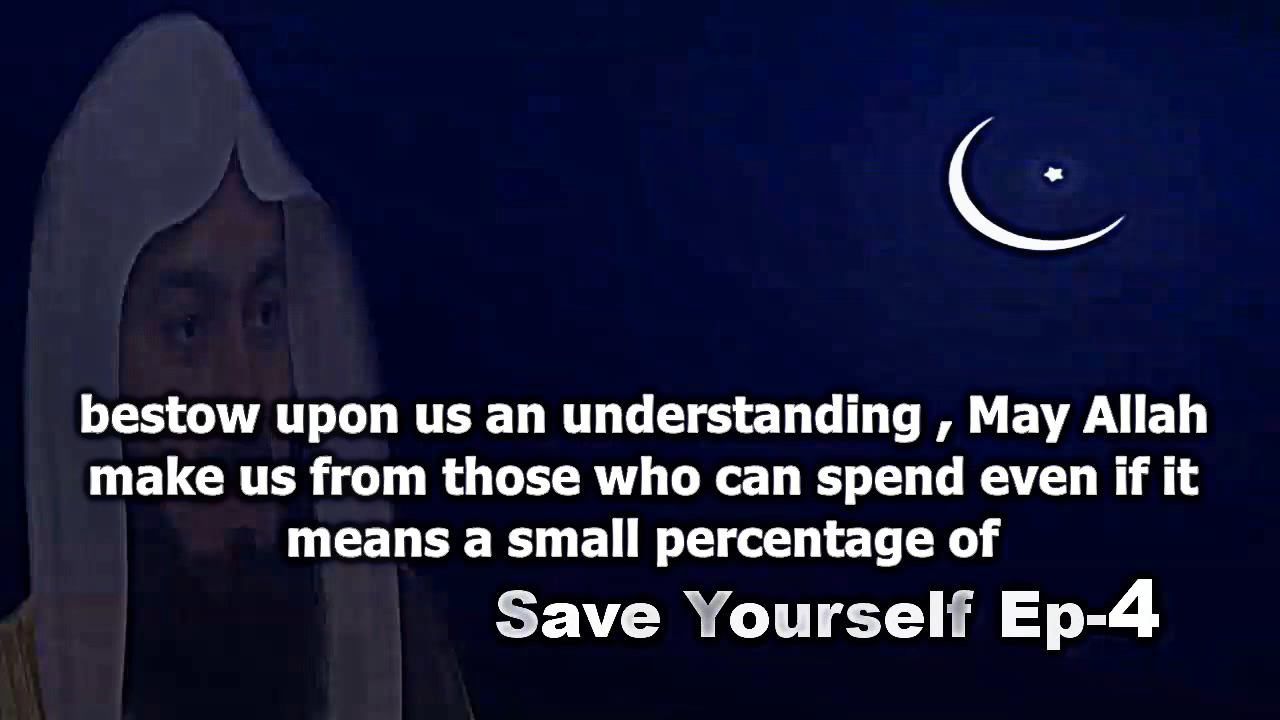 bestow upon us an understanding , May Allah
make us from those who can spend even if it
means a small percentage of
Save Yourself Ep-4